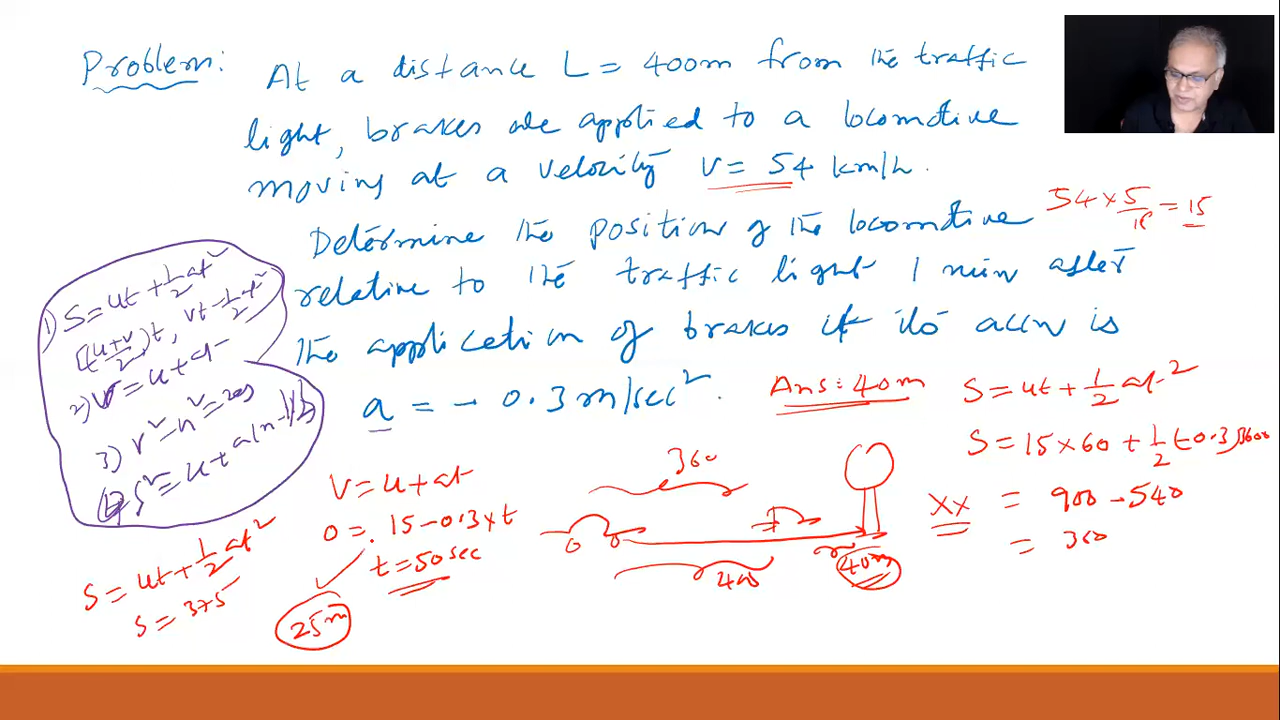 Problem: At a distance L = 400m from the traffic
light, brakes are applied to a locomotive
moving at a velocity v = 54 km/h.
54 × 5/18 = 15
Determine the position of the locomotive
relative to the traffic light 1 min after
the application of brakes if its accn is
a = - 0.3 m/sec².
Ans: 40m
1) S = ut + 1/2 at²
(u+v/2)t, vt - 1/2 at²
2) v = u + at
3) v² - u² = 2as
S = ut + 1/2 at²
S = 15 × 60 + 1/2 (-0.3) 3600
XX = 900 - 540
= 360
V = u + at
0 = 15 - 0.3 × t
t = 50 sec
S = ut + 1/2 at²
S = 375
25m
360
400
40m